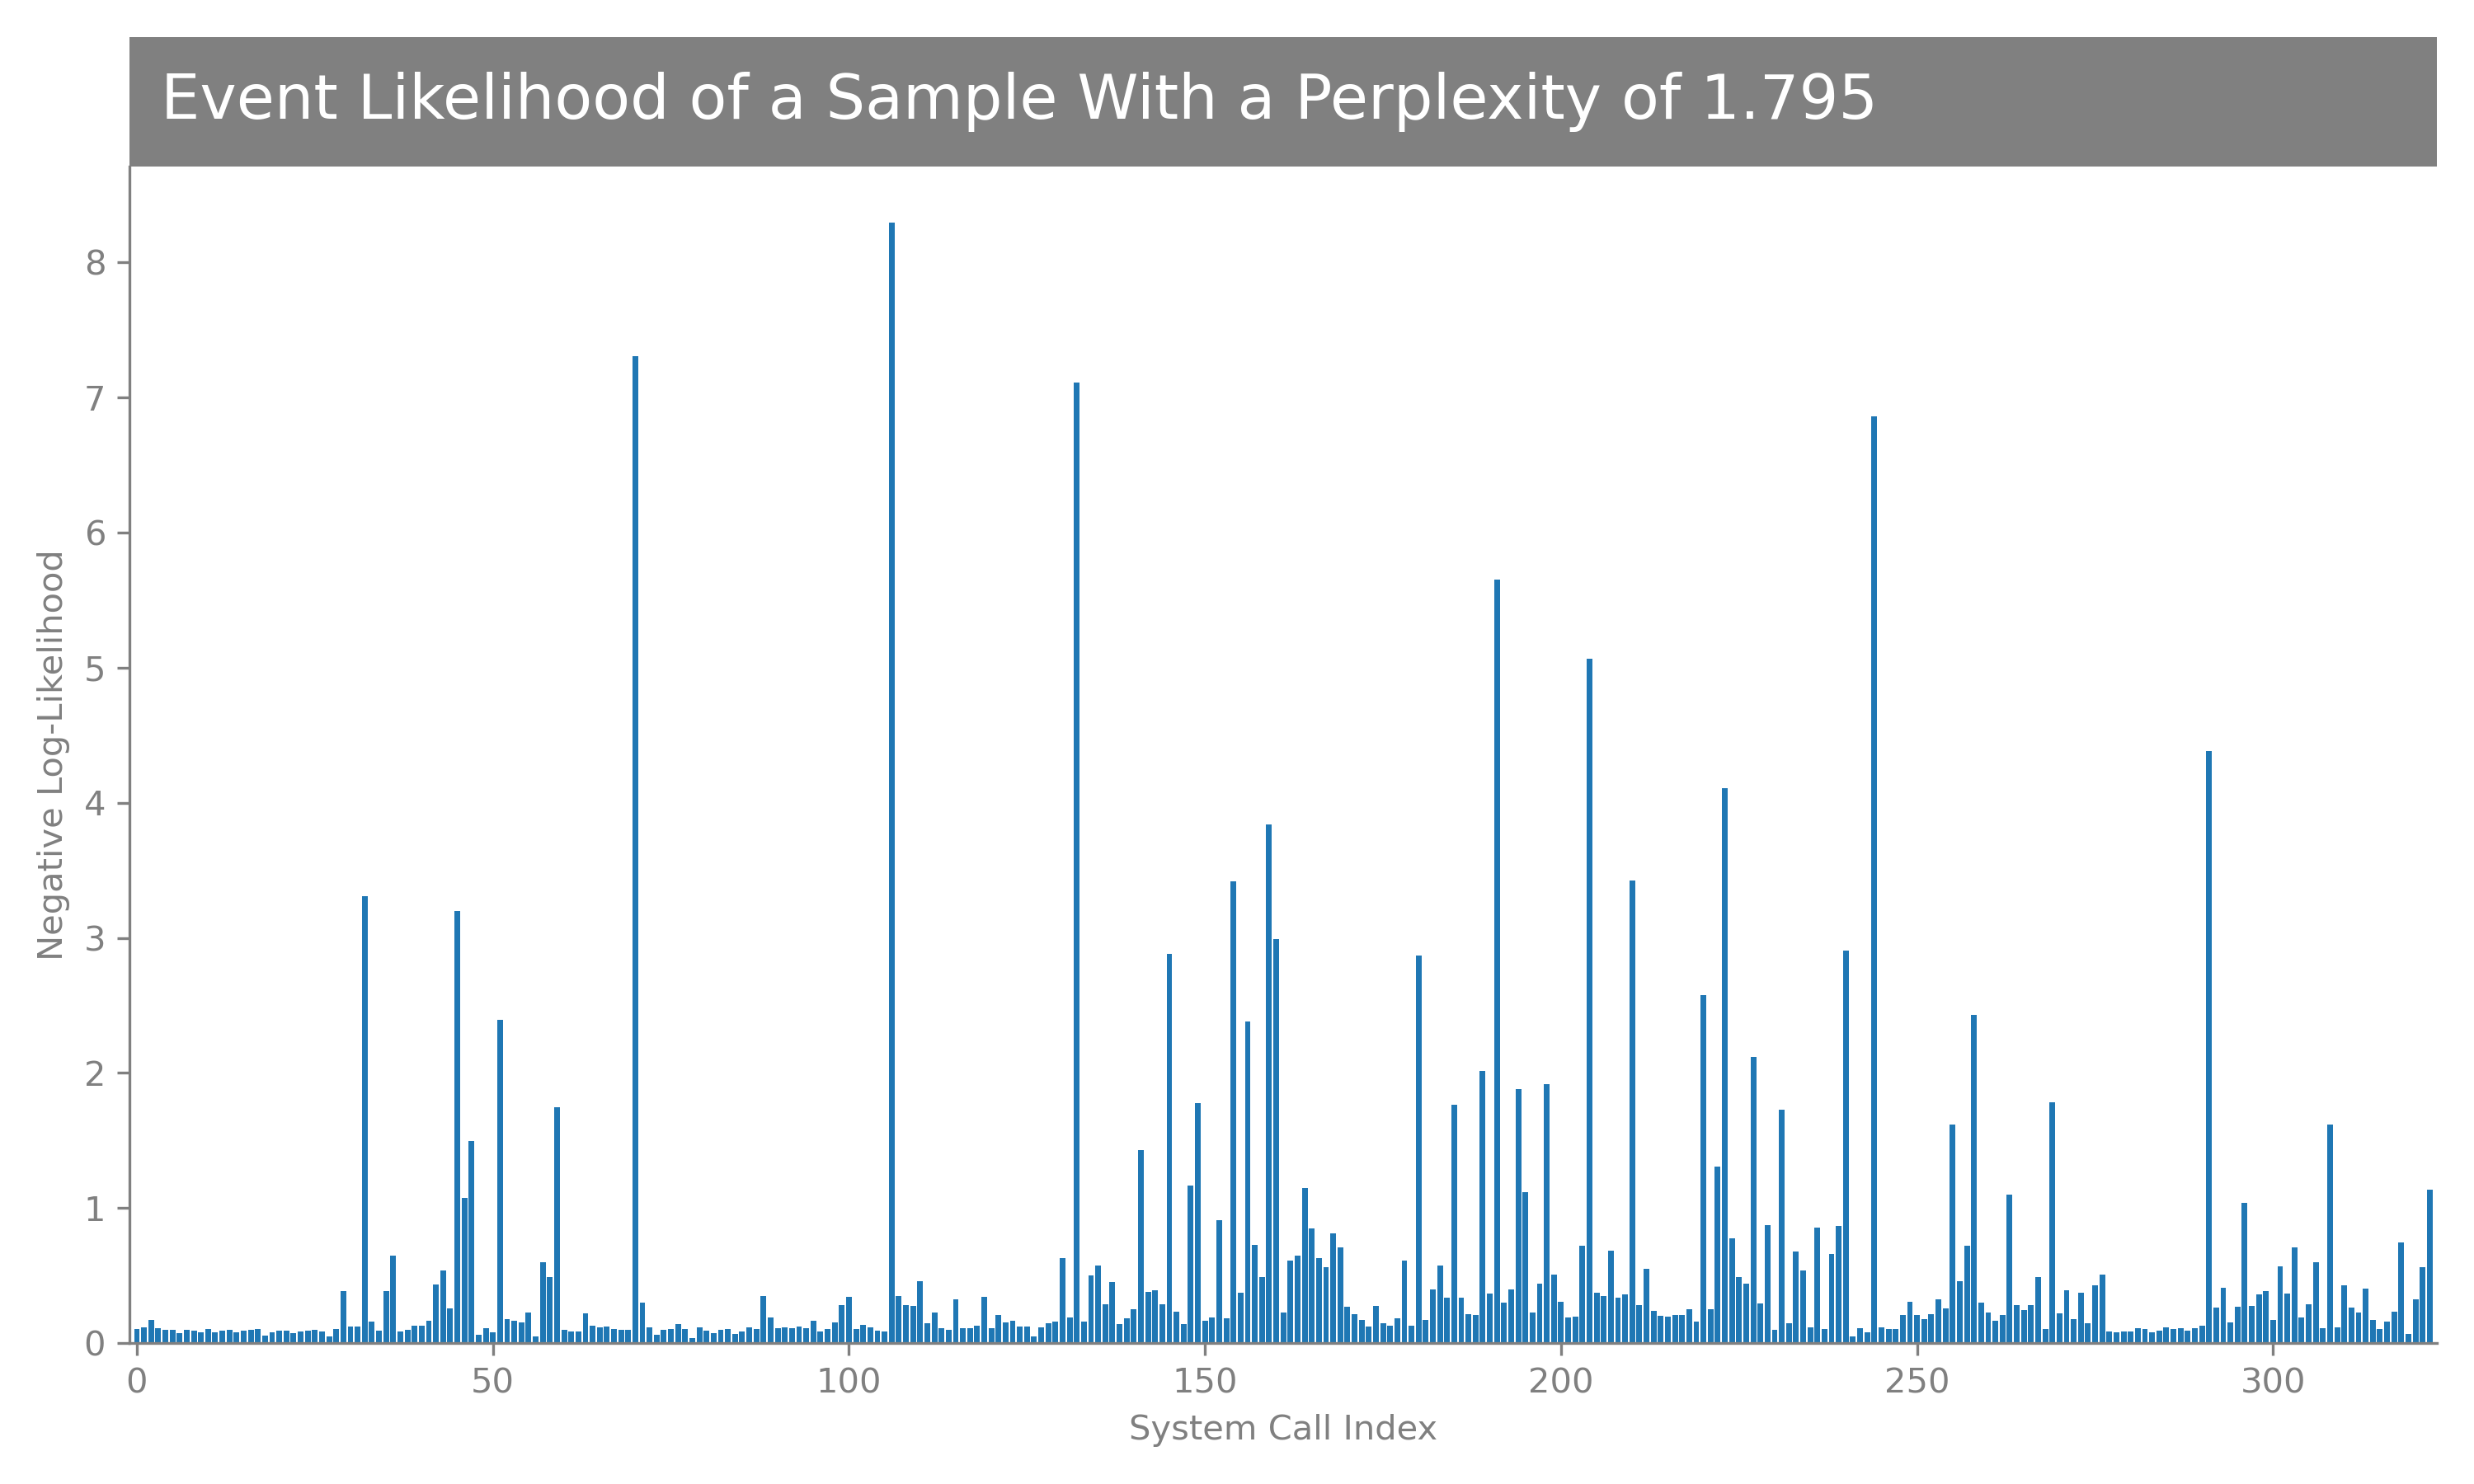 Event Likelihood of a Sample With a Perplexity of 1.795
Negative Log-Likelihood
8
7
6
5
4
3
2
1
0
0 50 100 150 200 250 300
System Call Index